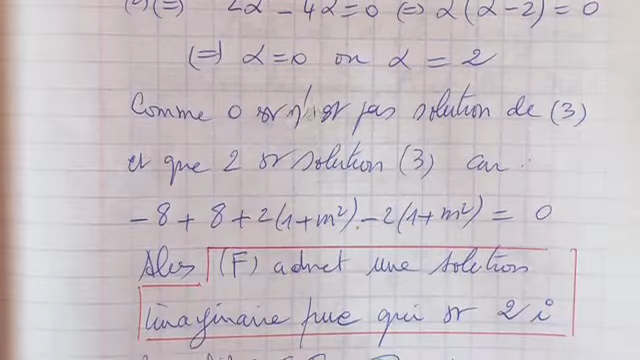 (⇔) 2α - 4α = 0 ⇔ α(α - 2) = 0
(⇔) α = 0 ou α = 2
Comme 0 n'est pas solution de (3)
et que 2 est solution (3) car :
-8 + 8 + 2(1+m²) - 2(1+m²) = 0
Alors (F) admet une solution
imaginaire pure qui est 2i